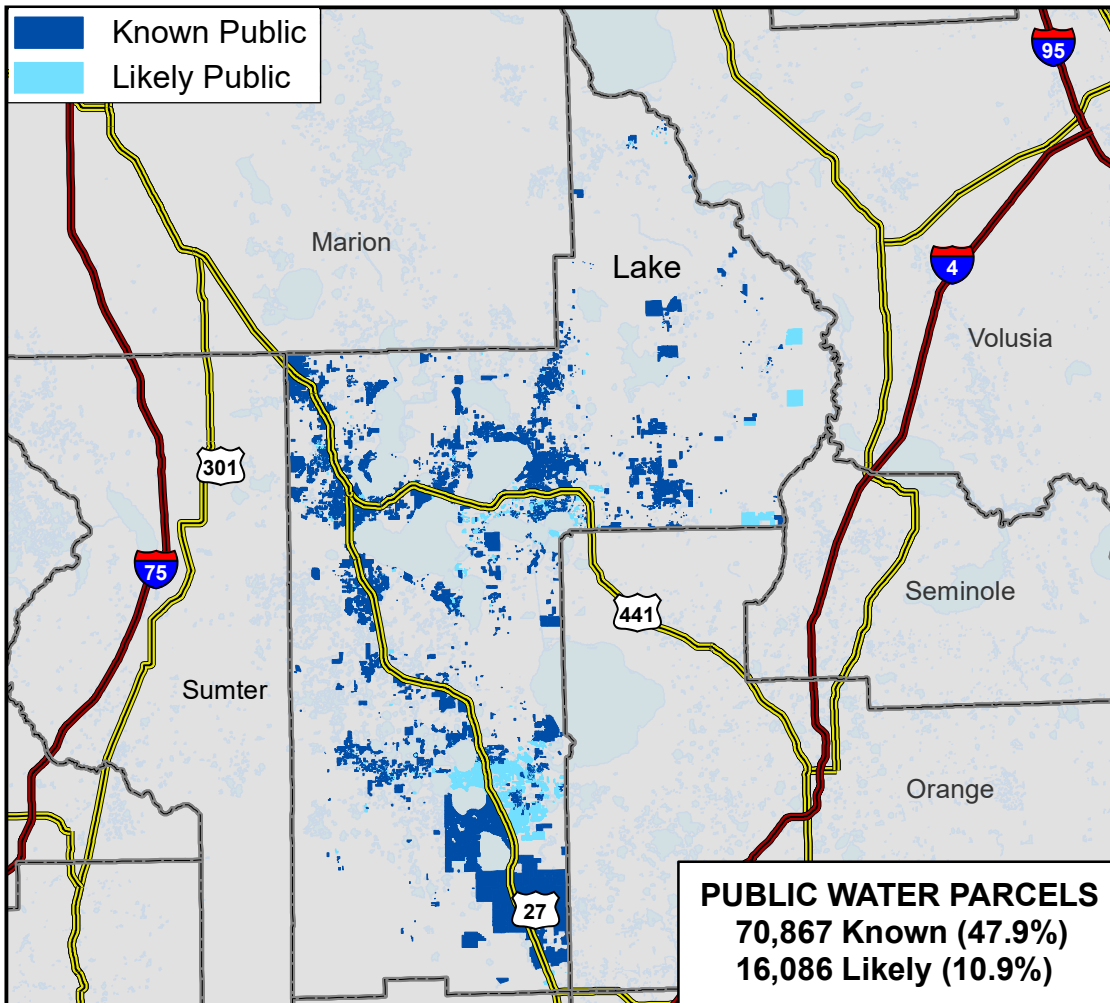 Known Public
Likely Public
95
Marion
Lake
4
Volusia
301
75
441
Seminole
Sumter
Orange
27
PUBLIC WATER PARCELS
70,867 Known (47.9%)
16,086 Likely (10.9%)